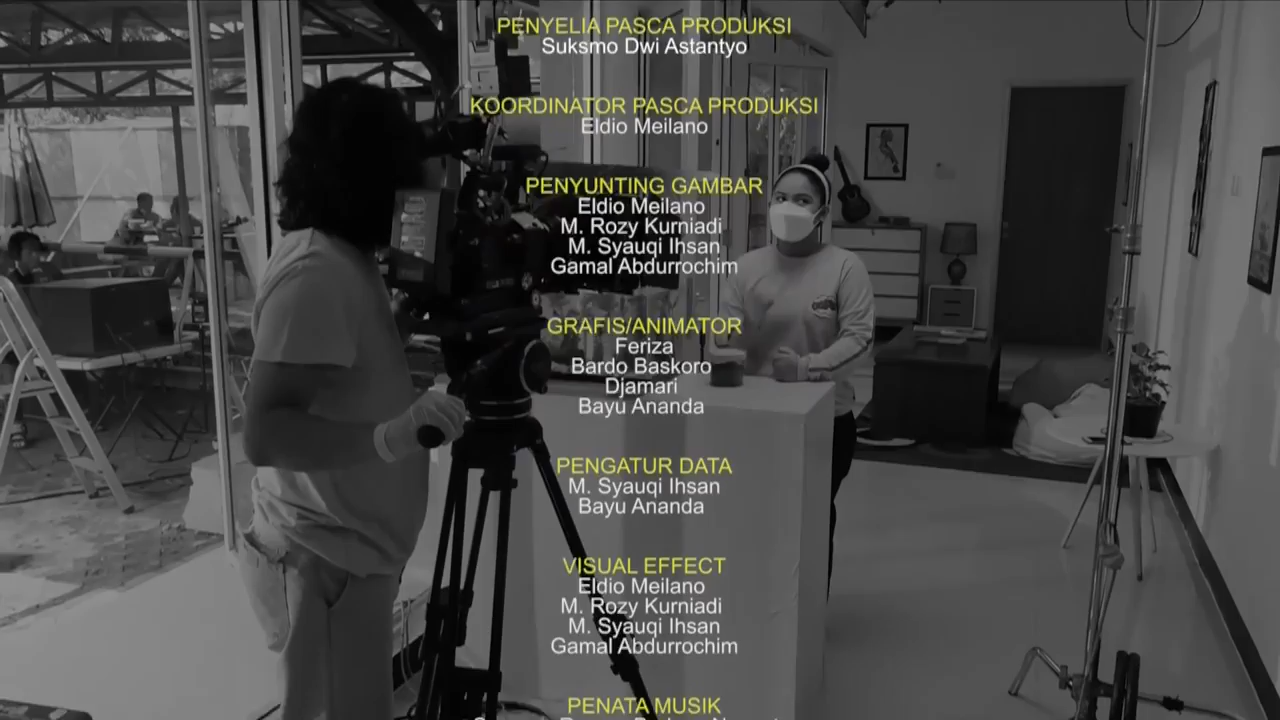 PENYELIA PASCA PRODUKSI
Suksmo Dwi Astantyo
KOORDINATOR PASCA PRODUKSI
Eldio Meilano
PENYUNTING GAMBAR
Eldio Meilano
M. Rozy Kurniadi
M. Syauqi Ihsan
Gamal Abdurrochim
GRAFIS/ANIMATOR
Feriza
Bardo Baskoro
Djamari
Bayu Ananda
PENGATUR DATA
M. Syauqi Ihsan
Bayu Ananda
VISUAL EFFECT
Eldio Meilano
M. Rozy Kurniadi
M. Syauqi Ihsan
Gamal Abdurrochim
PENATA MUSIK